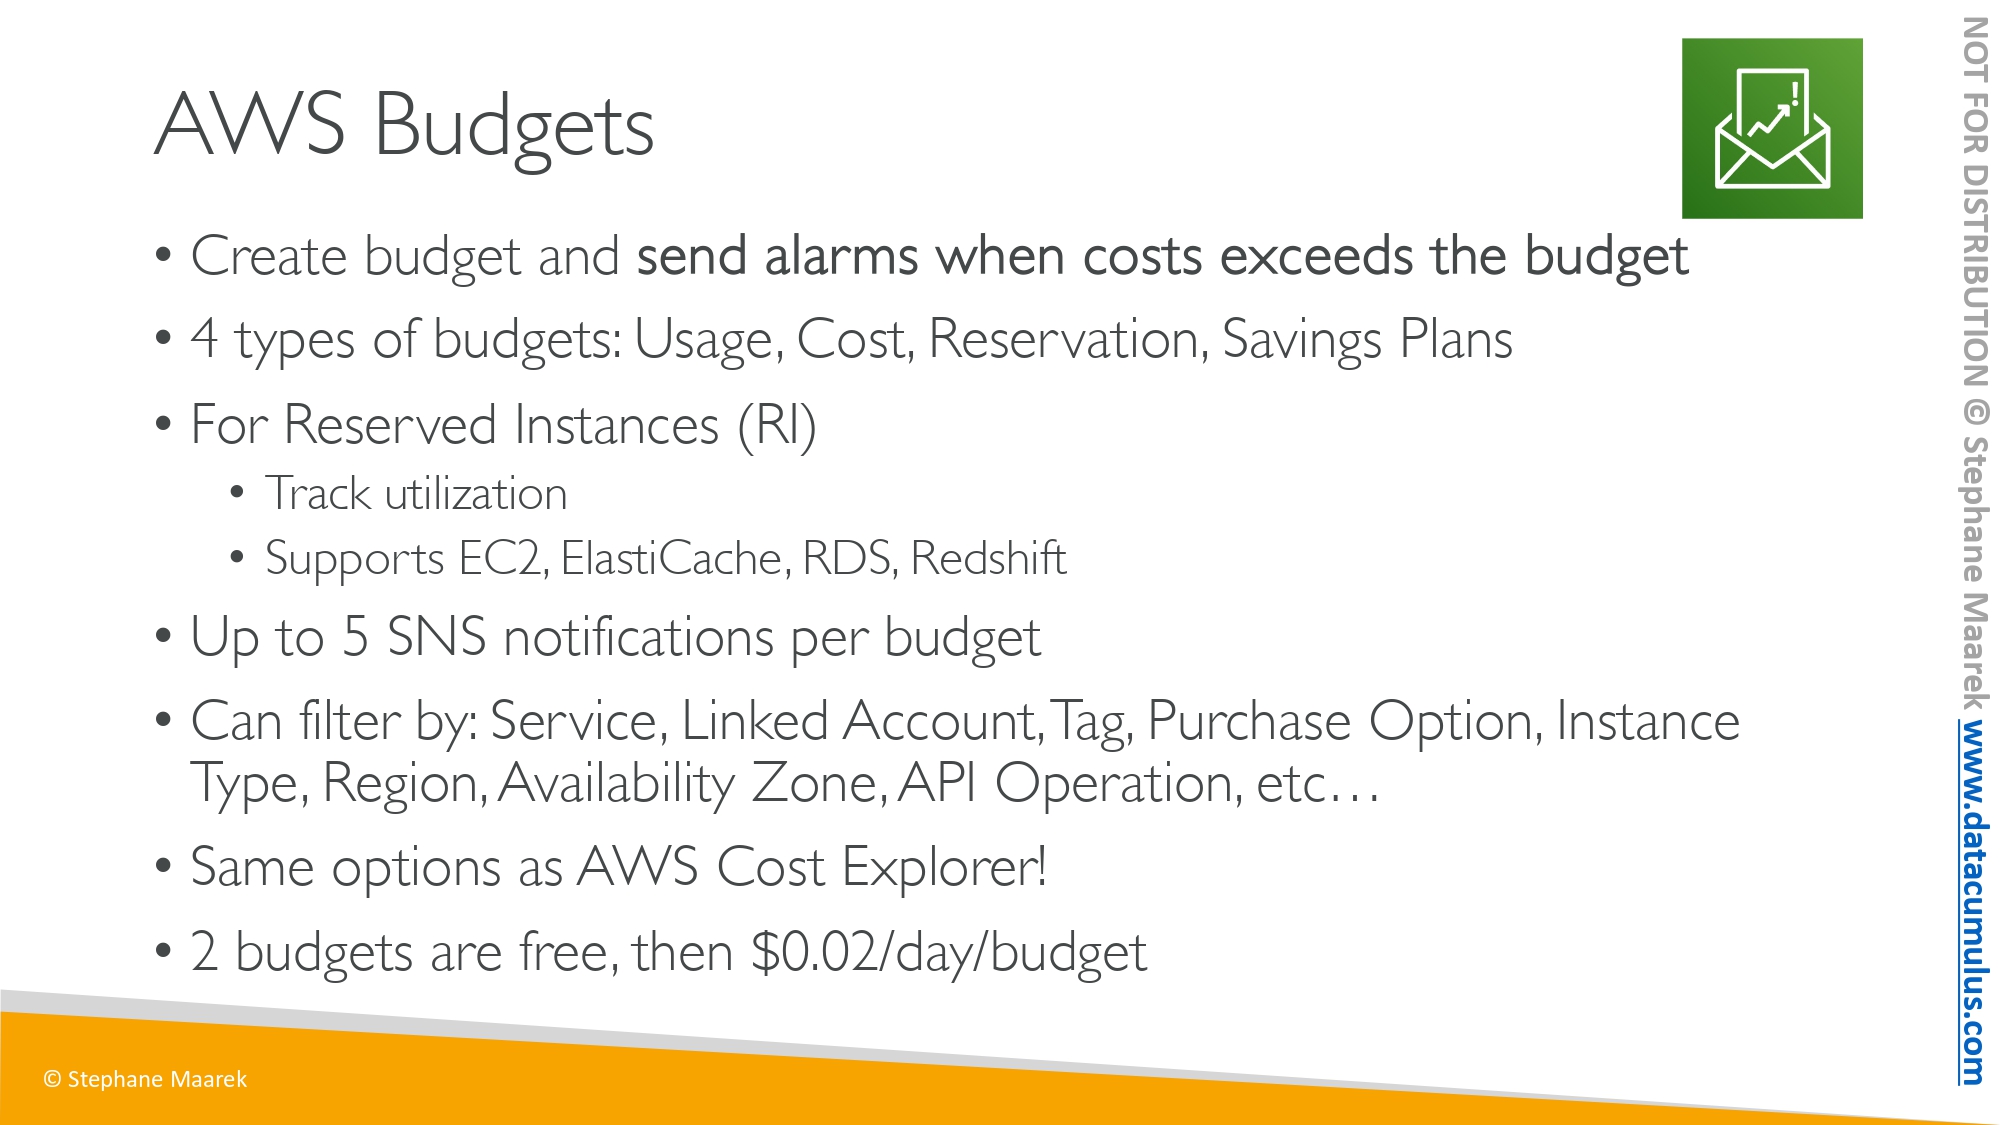 AWS Budgets
• Create budget and send alarms when costs exceeds the budget
• 4 types of budgets: Usage, Cost, Reservation, Savings Plans
• For Reserved Instances (RI)
• Track utilization
• Supports EC2, ElastiCache, RDS, Redshift
• Up to 5 SNS notifications per budget
• Can filter by: Service, Linked Account, Tag, Purchase Option, Instance
Type, Region, Availability Zone, API Operation, etc…
• Same options as AWS Cost Explorer!
• 2 budgets are free, then $0.02/day/budget
© Stephane Maarek
NOT FOR DISTRIBUTION © Stephane Maarek www.datacumulus.com